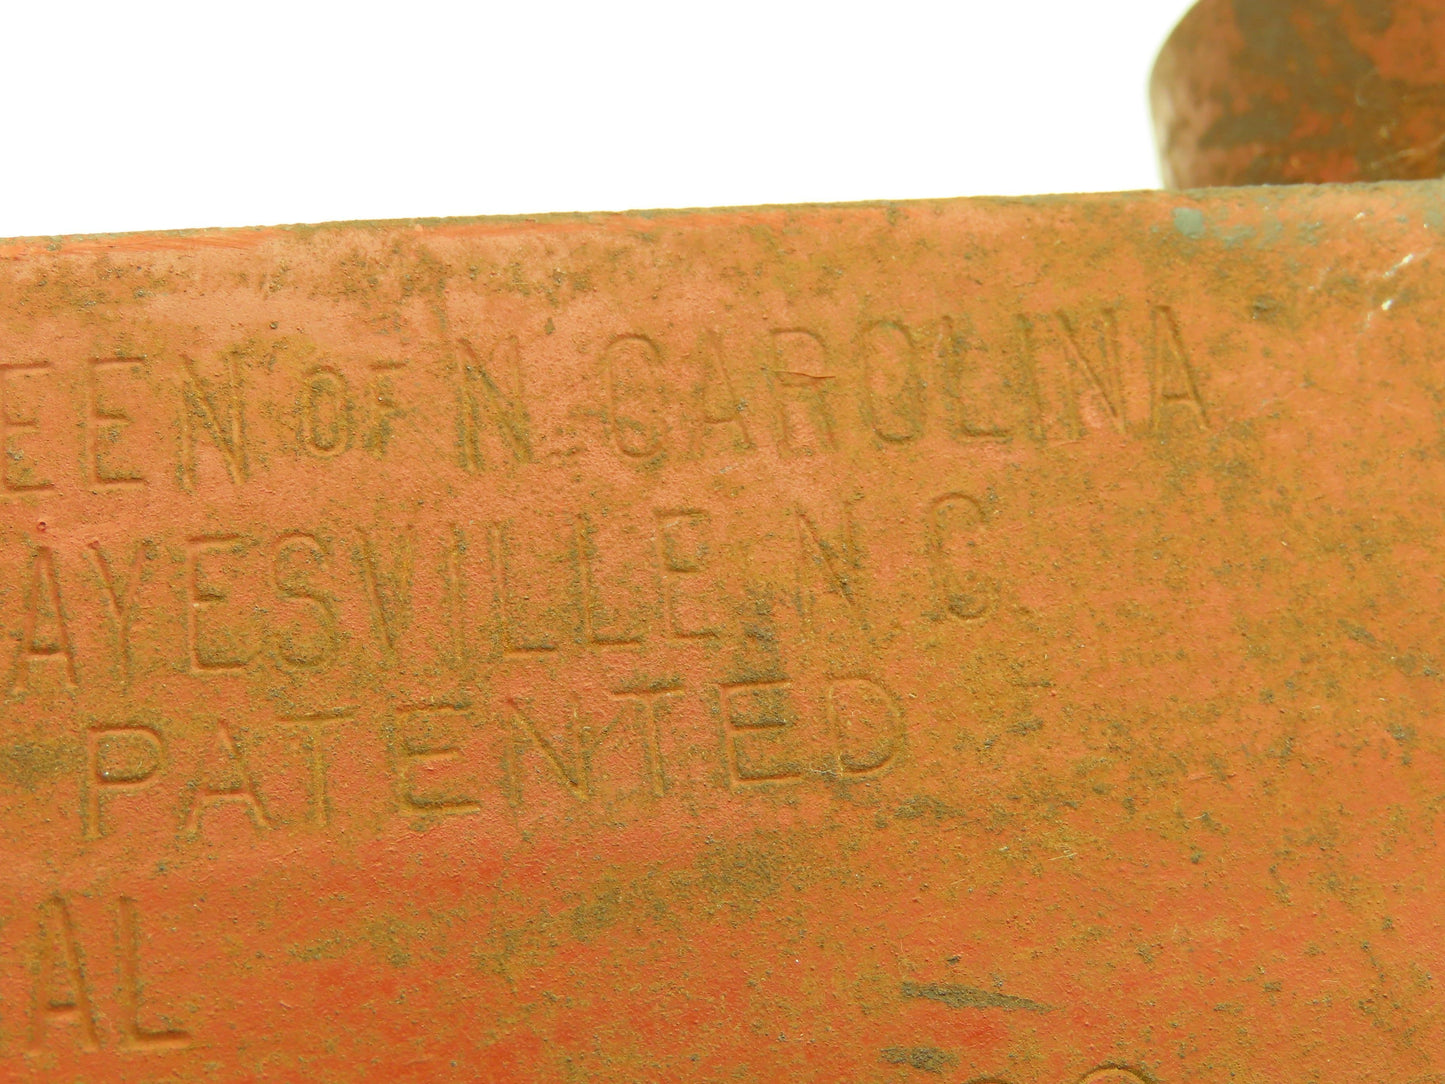 EEN OF N. CAROLINA
AYESVILLE N.C.
PATENTED
AL